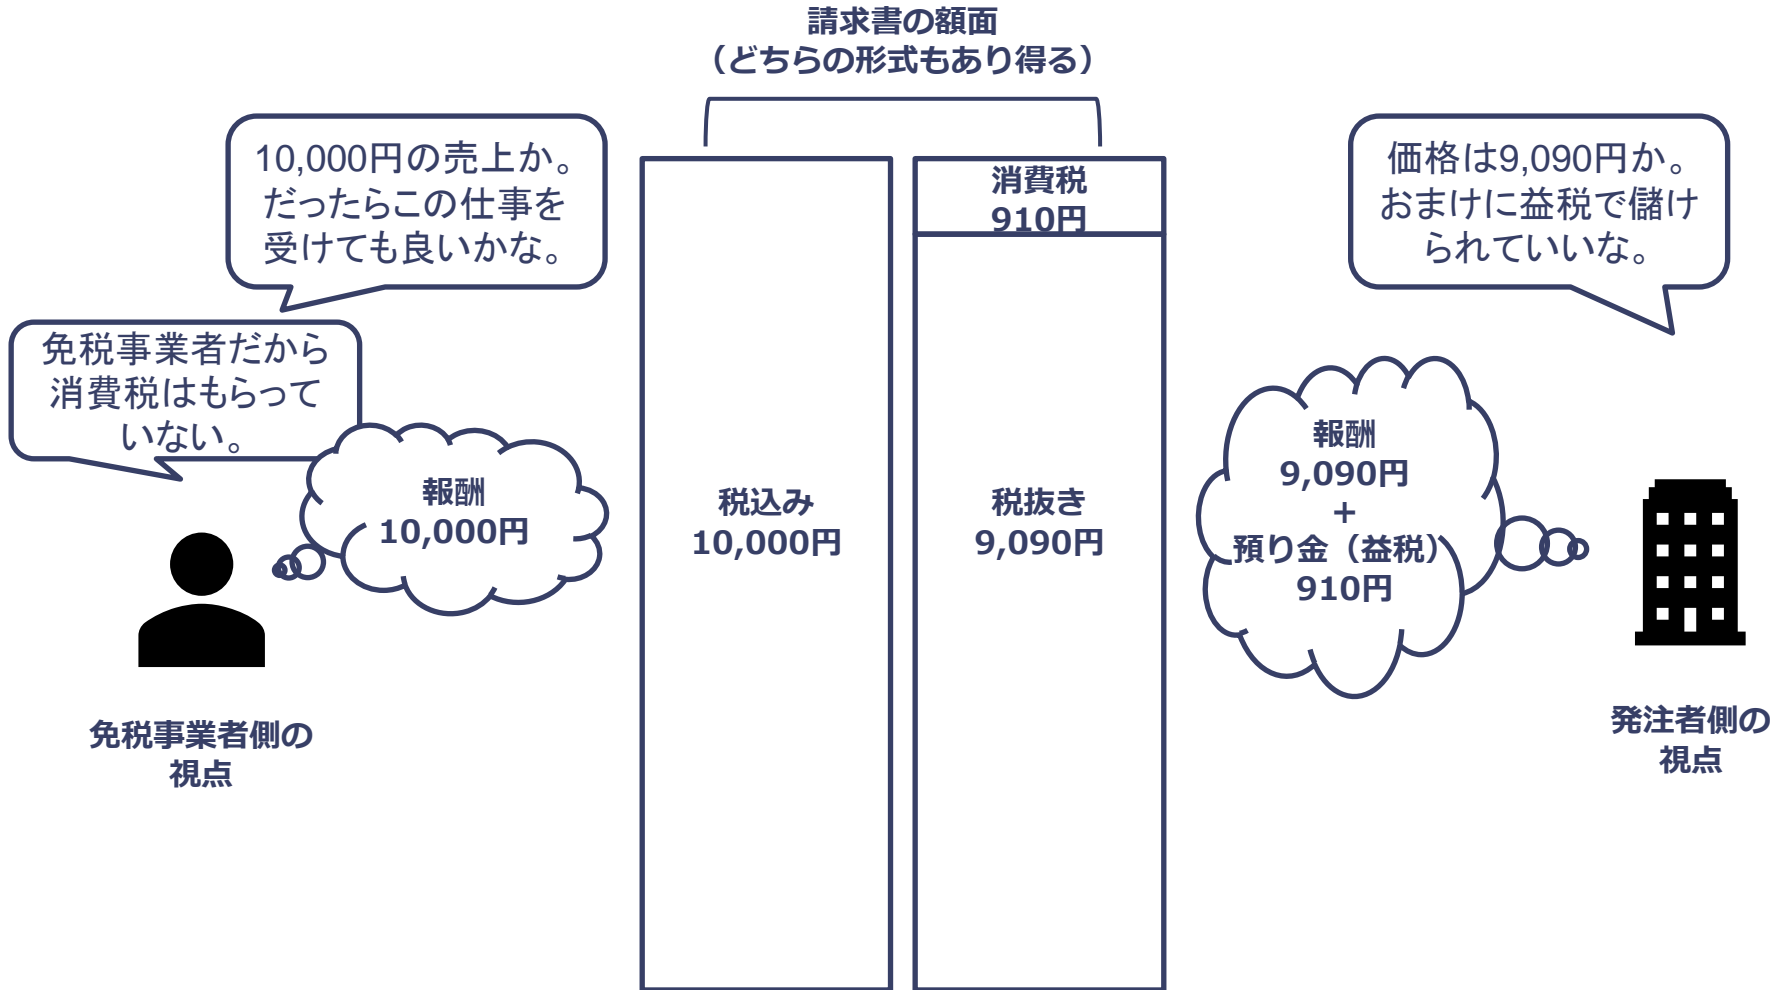 請求書の額面
（どちらの形式もあり得る）
10,000円の売上か。
だったらこの仕事を
受けても良いかな。
免税事業者だから
消費税はもらって
いない。
報酬
10,000円
免税事業者側の
視点
税込み
10,000円
消費税
910円
税抜き
9,090円
価格は9,090円か。
おまけに益税で儲け
られていいな。
報酬
9,090円
+
預り金（益税）
910円
発注者側の
視点